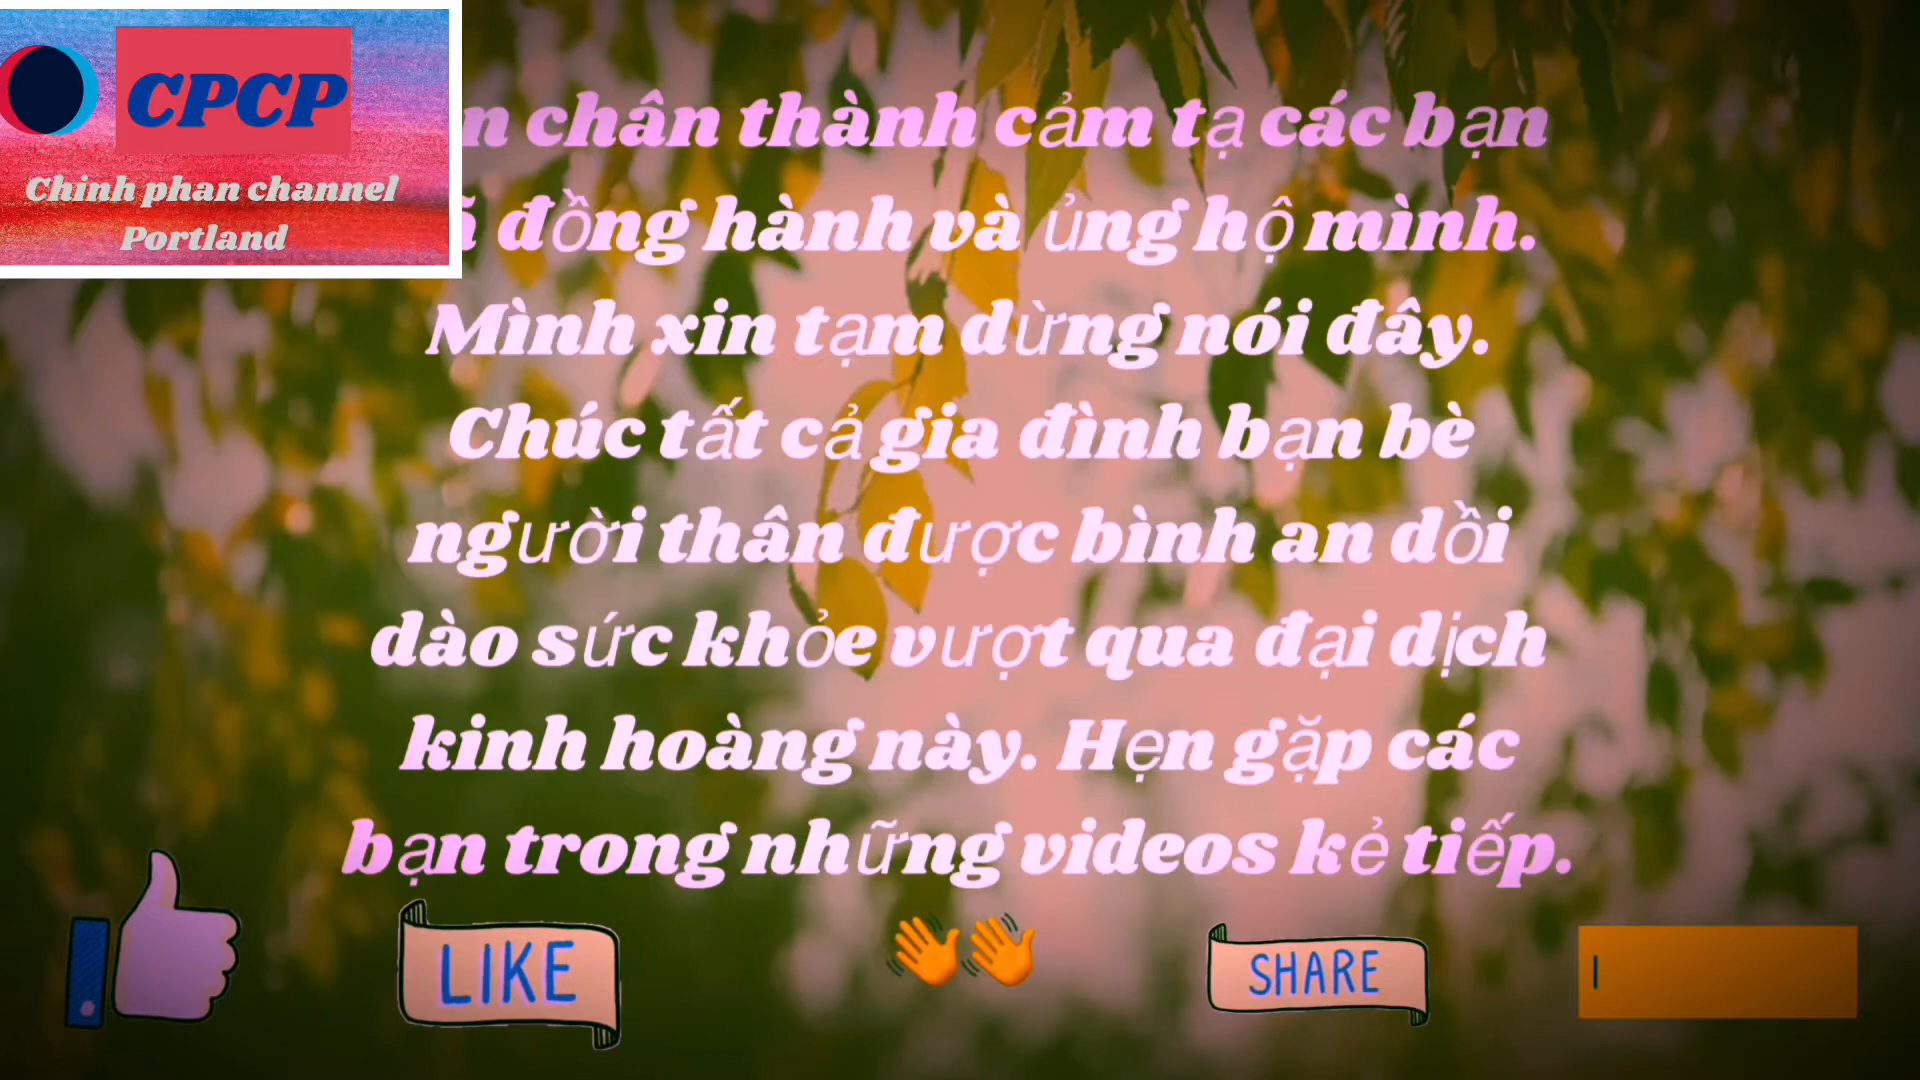 CPCP
Chinh phan channel
Portland
chân thành cảm tạ các bạn
đồng hành và ủng hộ mình.
Mình xin tạm dừng nói đây.
Chúc tất cả gia đình bạn bè
người thân được bình an dồi
dào sức khỏe vượt qua đại dịch
kinh hoàng này. Hẹn gặp các
bạn trong những videos kẻ tiếp.
LIKE
SHARE